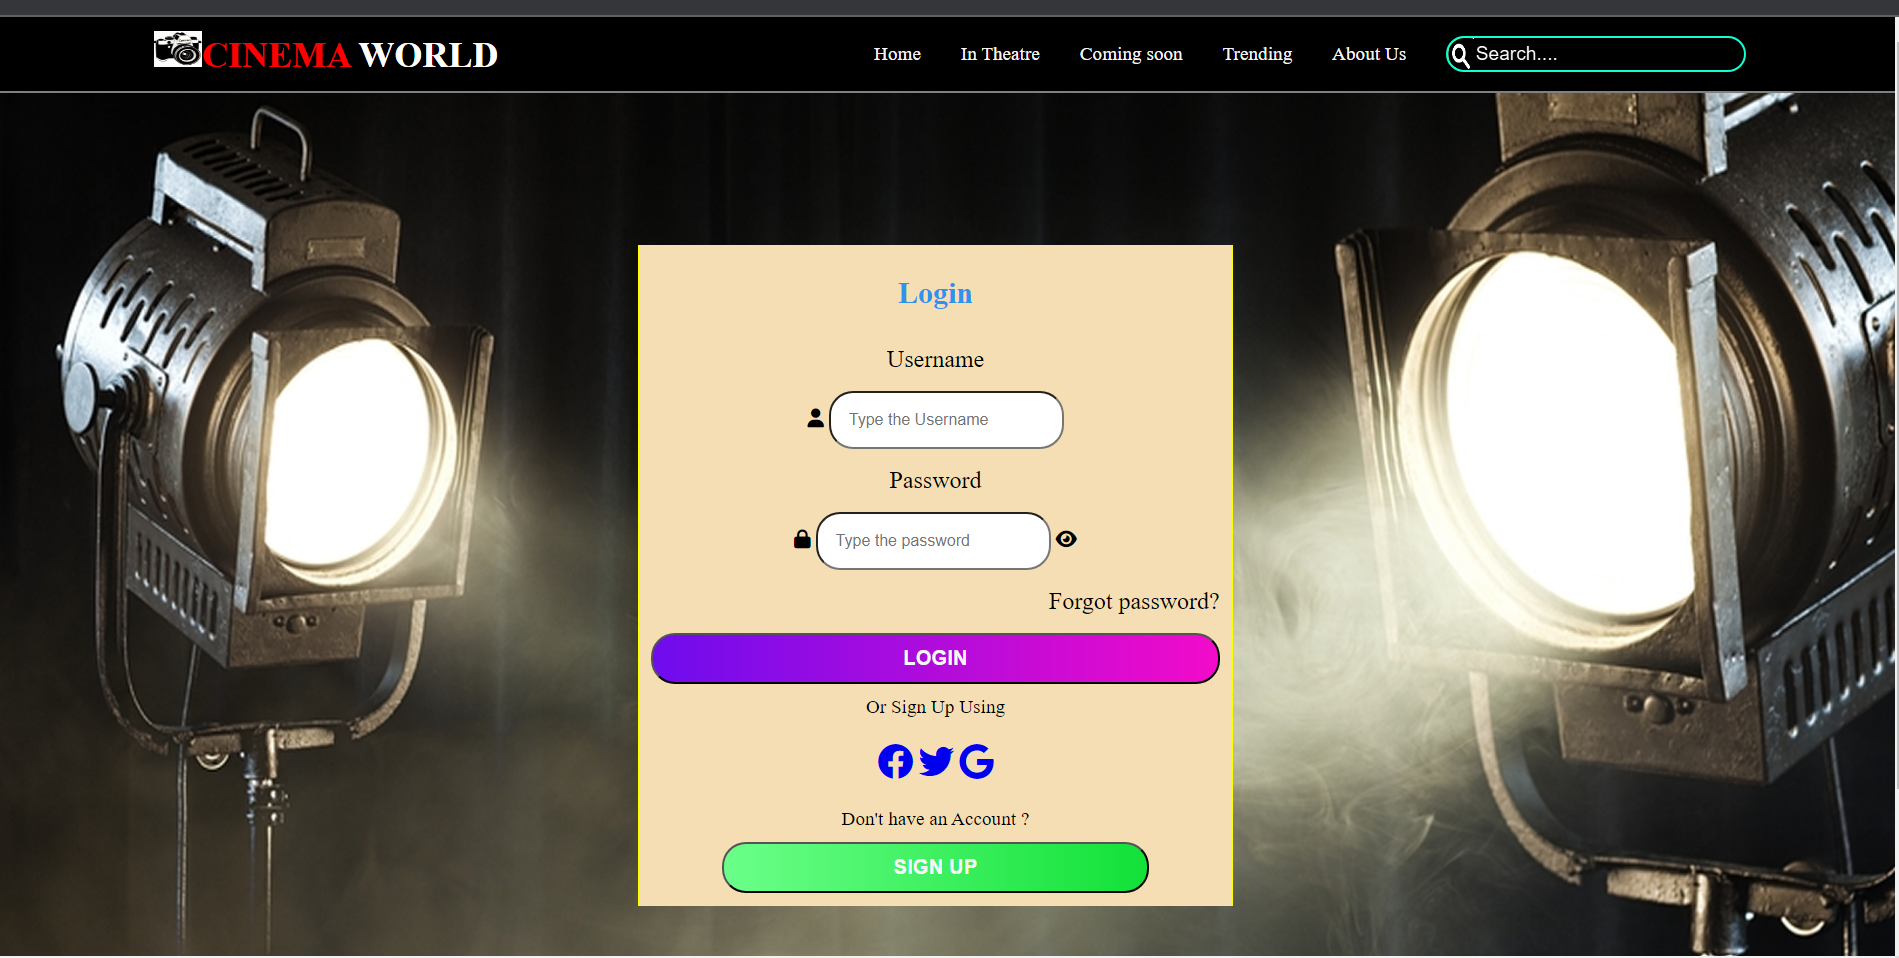 CINEMA WORLD
Home In Theatre Coming soon Trending About Us Search....
Login
Username
Type the Username
Password
Type the password
Forgot password?
LOGIN
Or Sign Up Using
Don't have an Account ?
SIGN UP